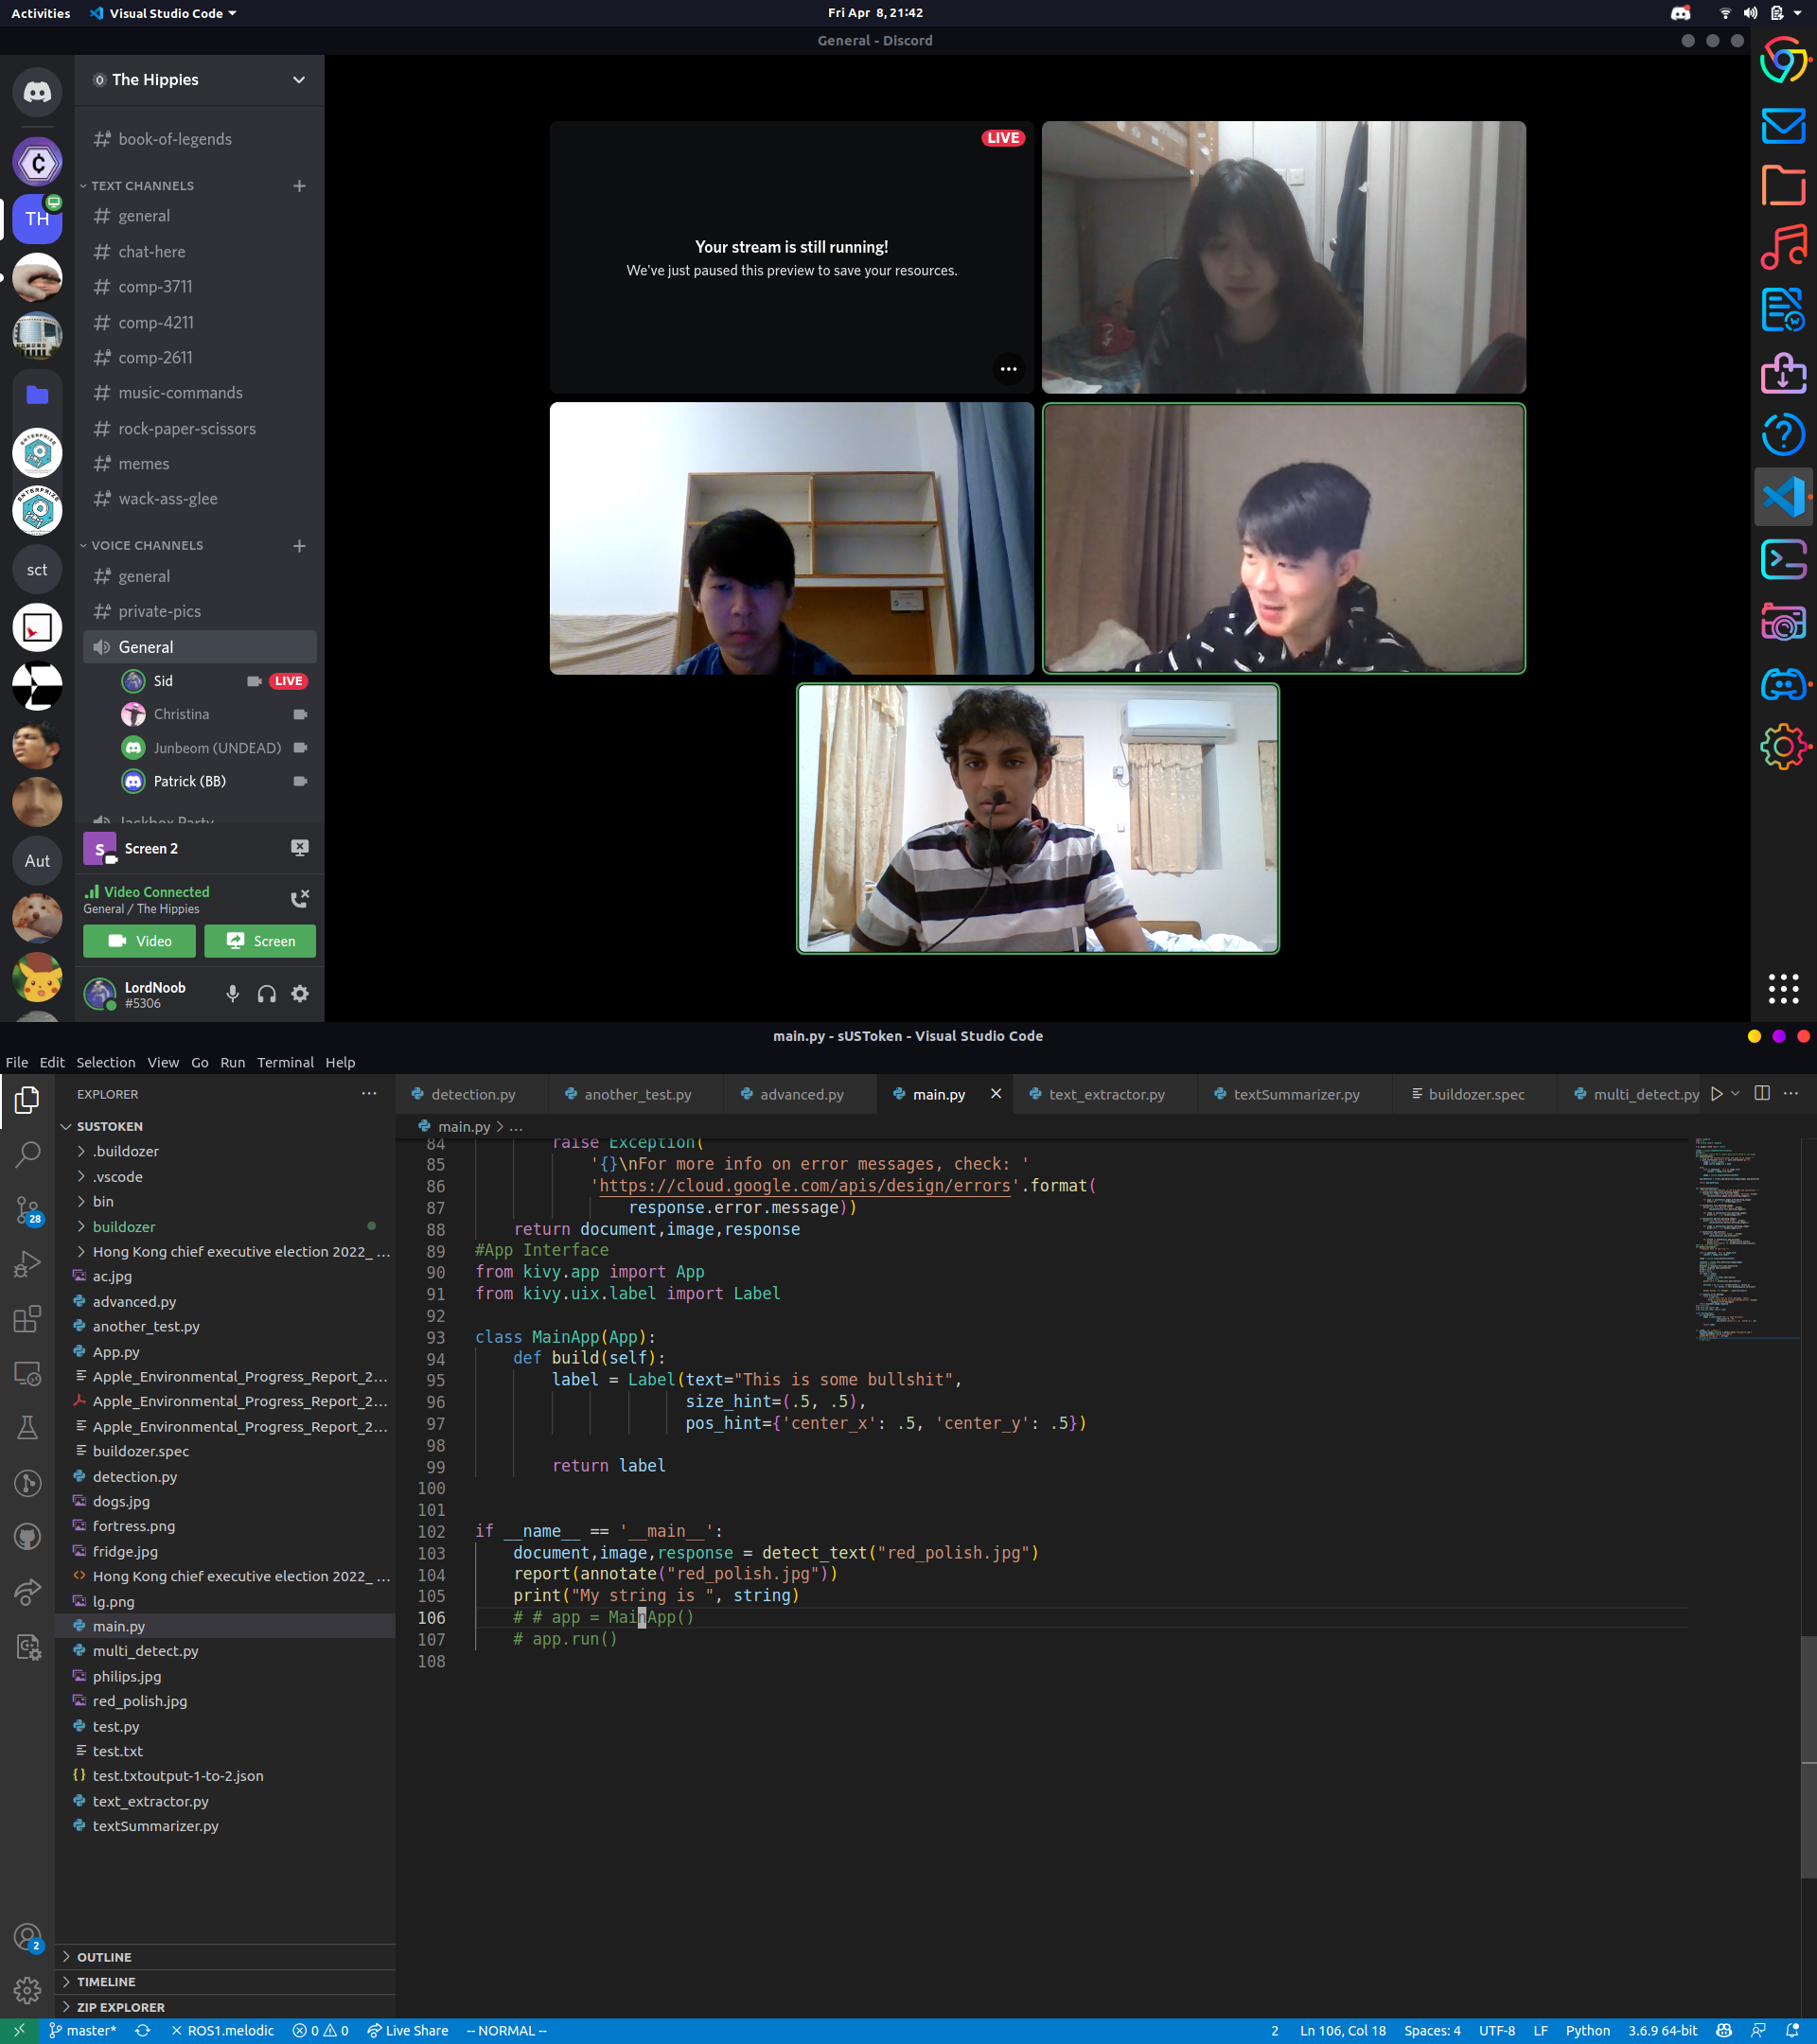 Activities Visual Studio Code Fri Apr 8, 21:42
General - Discord
The Hippies
book-of-legends
TEXT CHANNELS
general
chat-here
comp-3711
comp-4211
comp-2611
music-commands
rock-paper-scissors
memes
wack-ass-glee
VOICE CHANNELS
general
private-pics
General
Sid LIVE
Christina
Junbeom (UNDEAD)
Patrick (BB)
Jackbox Party
Screen 2
Video Connected
General / The Hippies
Video Screen
LordNoob
#5306
TH
ENTERPRIZE
ENTERPRIZE
sct
Aut
S
LIVE
Your stream is still running!
We've just paused this preview to save your resources.
main.py - sUSToken - Visual Studio Code
File Edit Selection View Go Run Terminal Help
EXPLORER
SUSTOKEN
.buildozer
.vscode
bin
buildozer
Hong Kong chief executive election 2022_ ...
ac.jpg
advanced.py
another_test.py
App.py
Apple_Environmental_Progress_Report_2...
Apple_Environmental_Progress_Report_2...
Apple_Environmental_Progress_Report_2...
buildozer.spec
detection.py
dogs.jpg
fortress.png
fridge.jpg
Hong Kong chief executive election 2022_ ...
lg.png
main.py
multi_detect.py
philips.jpg
red_polish.jpg
test.py
test.txt
test.txtoutput-1-to-2.json
text_extractor.py
textSummarizer.py
OUTLINE
TIMELINE
ZIP EXPLORER
28
2
detection.py another_test.py advanced.py main.py text_extractor.py textSummarizer.py buildozer.spec multi_detect.py
main.py > ...
84 raise Exception(
85 '{}\nFor more info on error messages, check: '
86 'https://cloud.google.com/apis/design/errors'.format(
87 response.error.message))
88 return document,image,response
89 #App Interface
90 from kivy.app import App
91 from kivy.uix.label import Label
92
93 class MainApp(App):
94 def build(self):
95 label = Label(text="This is some bullshit",
96 size_hint=(.5, .5),
97 pos_hint={'center_x': .5, 'center_y': .5})
98
99 return label
100
101
102 if __name__ == '__main__':
103 document,image,response = detect_text("red_polish.jpg")
104 report(annotate("red_polish.jpg"))
105 print("My string is ", string)
106 # # app = MainApp()
107 # app.run()
108
master* ROS1.melodic 0 0 Live Share -- NORMAL -- 2 Ln 106, Col 18 Spaces: 4 UTF-8 LF Python 3.6.9 64-bit